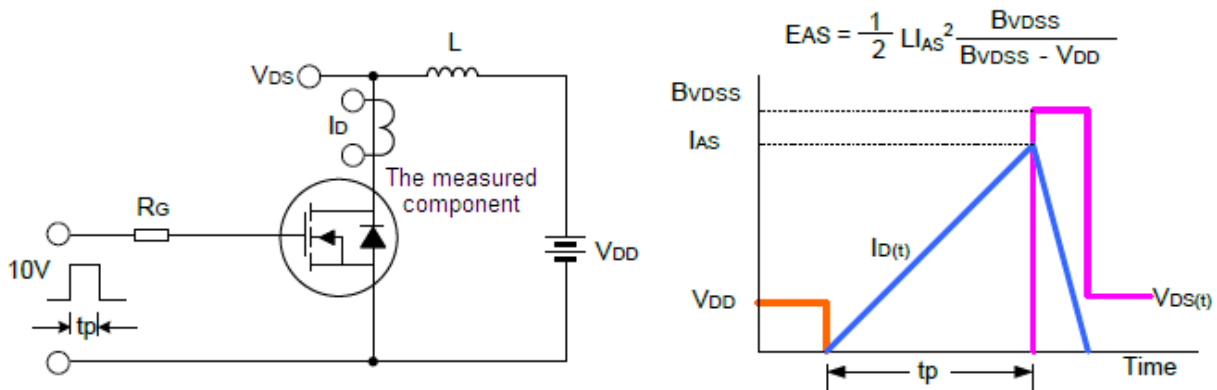 L
VDS
ID
The measured
component
RG
10V
tp
VDD
EAS = 1/2 LIAS² BVDSS / (BVDSS - VDD)
BVDSS
IAS
ID(t)
VDD
VDS(t)
tp
Time